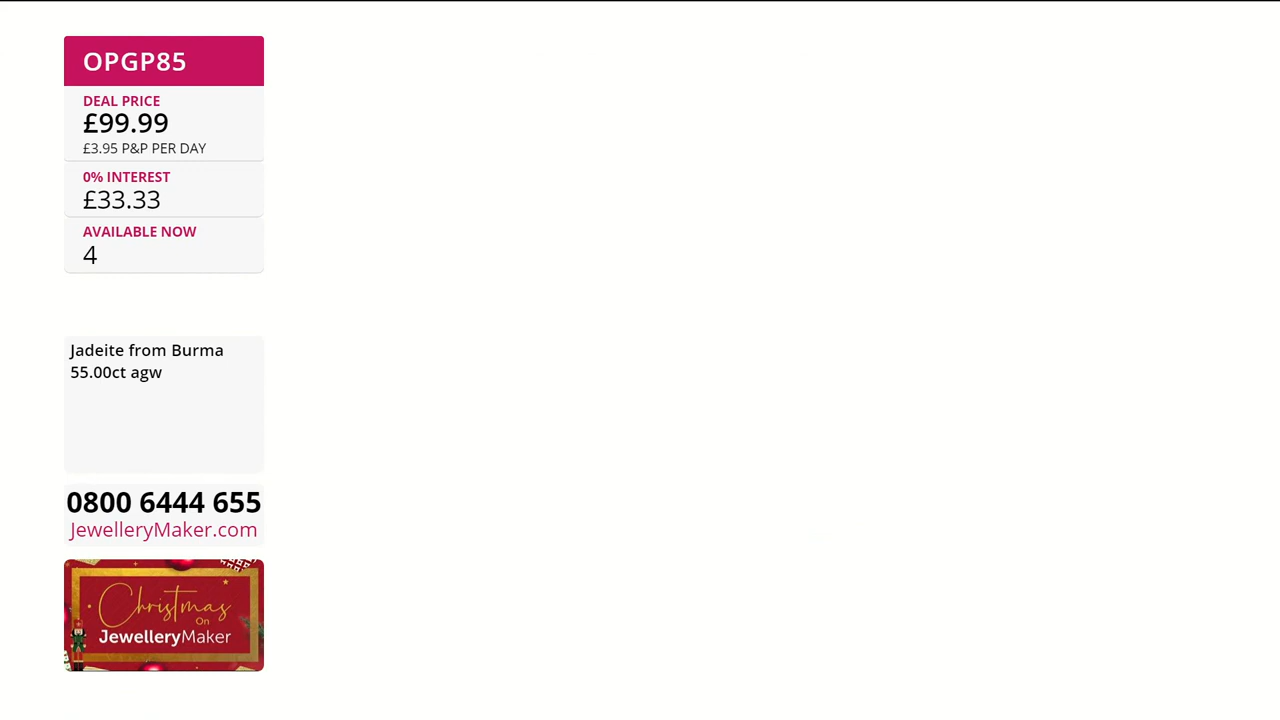 OPGP85
DEAL PRICE
£99.99
£3.95 P&P PER DAY
0% INTEREST
£33.33
AVAILABLE NOW
4
Jadeite from Burma
55.00ct agw
0800 6444 655
JewelleryMaker.com
Christmas
On
JewelleryMaker